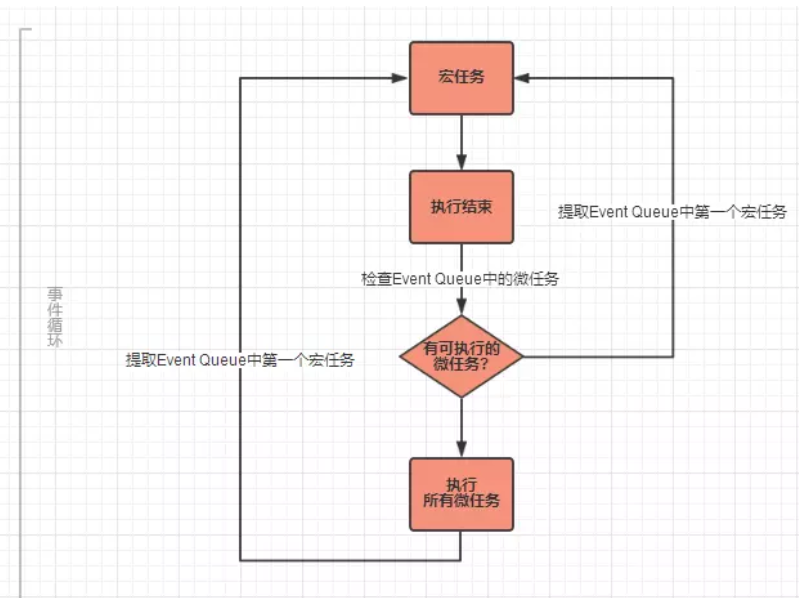 宏任务
执行结束
提取Event Queue中第一个宏任务
检查Event Queue中的微任务
事件循环
有可执行的
微任务？
提取Event Queue中第一个宏任务
执行
所有微任务